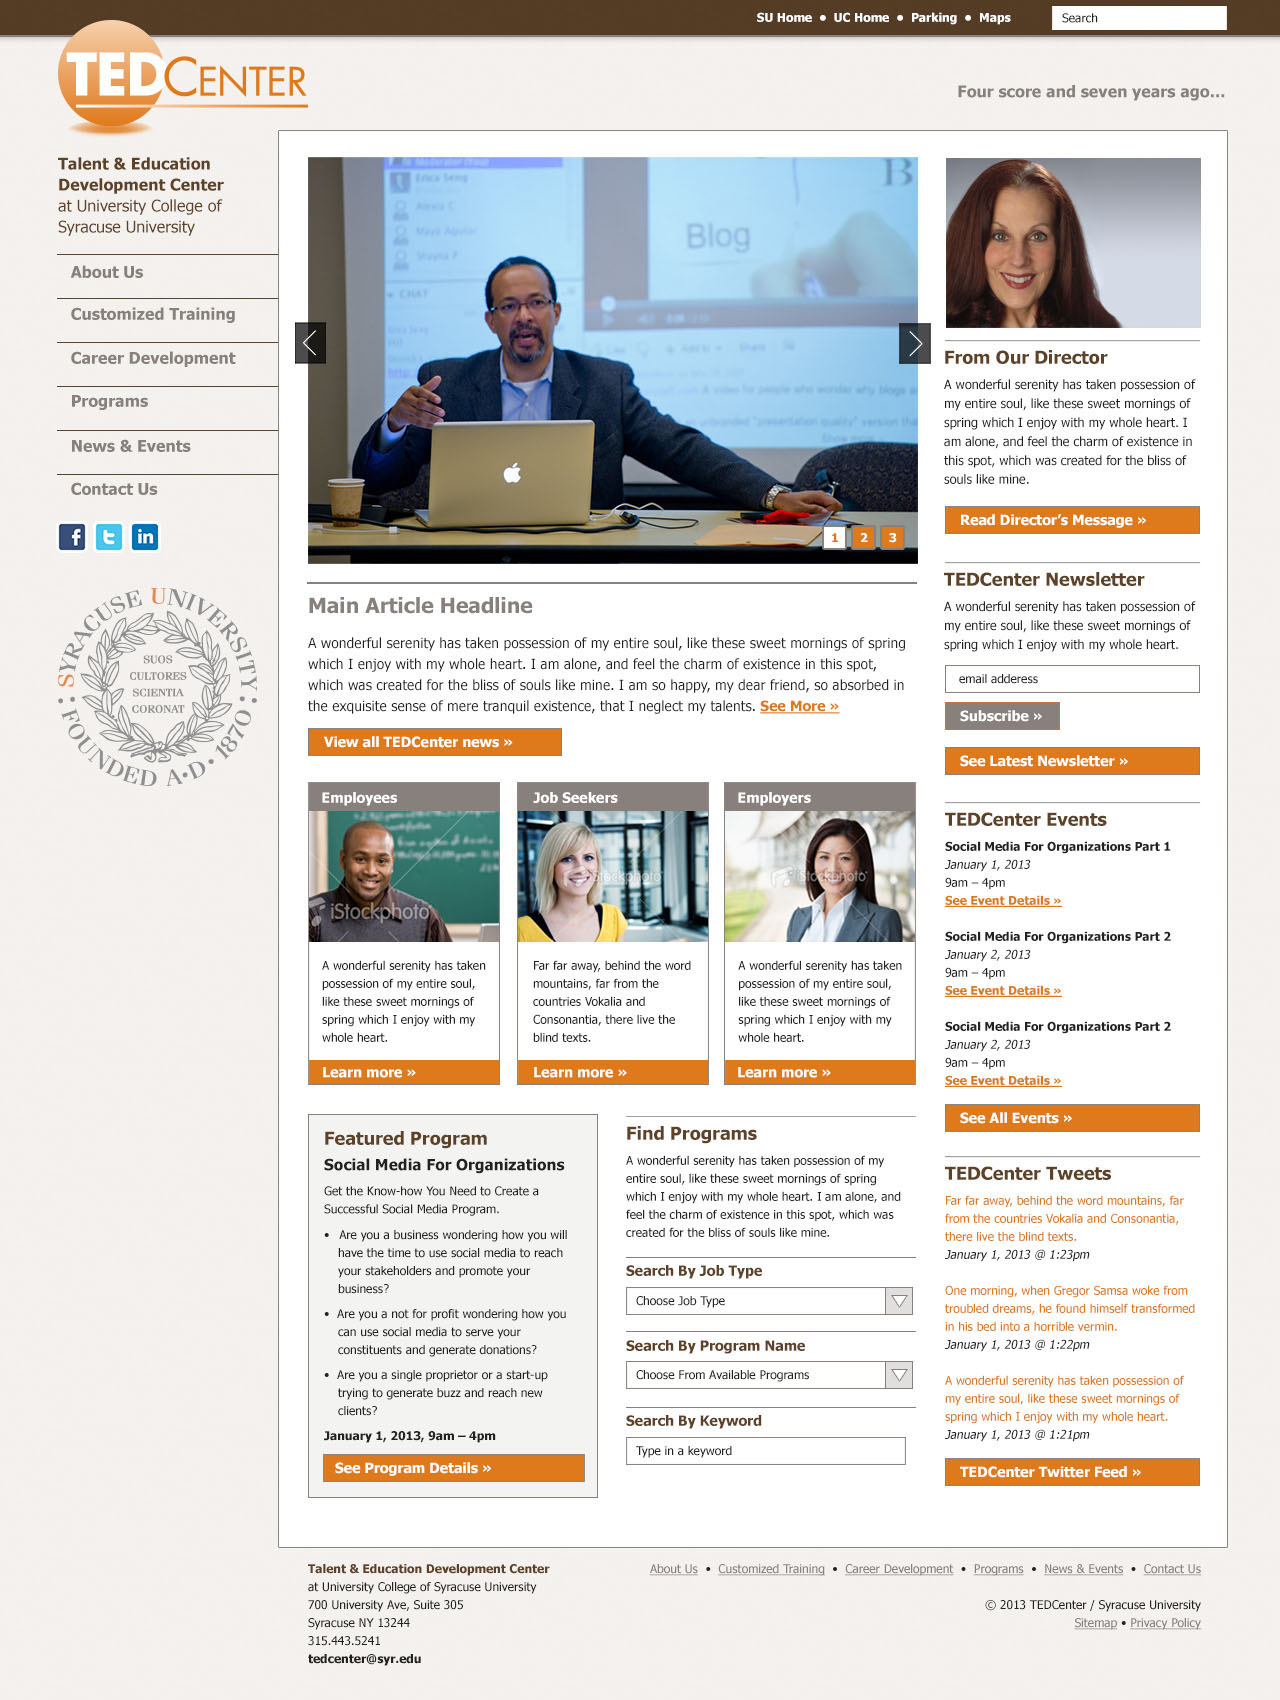 SU Home • UC Home • Parking • Maps
Search
TEDCENTER
Four score and seven years ago...
Talent & Education
Development Center
at University College of
Syracuse University
About Us
Customized Training
Career Development
Programs
News & Events
Contact Us
f t in
SYRACUSE UNIVERSITY
FOUNDED A·D·1870
SUOS
CULTORES
SCIENTIA
CORONAT
Moderator (You)
Erica Seng
Alexis C
Maya Aguilar
Shayna P
CHAT
B
Blog
1 2 3
Main Article Headline
A wonderful serenity has taken possession of my entire soul, like these sweet mornings of spring
which I enjoy with my whole heart. I am alone, and feel the charm of existence in this spot,
which was created for the bliss of souls like mine. I am so happy, my dear friend, so absorbed in
the exquisite sense of mere tranquil existence, that I neglect my talents. See More »
View all TEDCenter news »
Employees
iStockphoto
A wonderful serenity has taken
possession of my entire soul,
like these sweet mornings of
spring which I enjoy with my
whole heart.
Learn more »
Job Seekers
iStockphoto
Far far away, behind the word
mountains, far from the
countries Vokalia and
Consonantia, there live the
blind texts.
Learn more »
Employers
iStockphoto
A wonderful serenity has taken
possession of my entire soul,
like these sweet mornings of
spring which I enjoy with my
whole heart.
Learn more »
Featured Program
Social Media For Organizations
Get the Know-how You Need to Create a
Successful Social Media Program.
• Are you a business wondering how you will
have the time to use social media to reach
your stakeholders and promote your
business?
• Are you a not for profit wondering how you
can use social media to serve your
constituents and generate donations?
• Are you a single proprietor or a start-up
trying to generate buzz and reach new
clients?
January 1, 2013, 9am – 4pm
See Program Details »
Find Programs
A wonderful serenity has taken possession of my
entire soul, like these sweet mornings of spring
which I enjoy with my whole heart. I am alone, and
feel the charm of existence in this spot, which was
created for the bliss of souls like mine.
Search By Job Type
Choose Job Type
Search By Program Name
Choose From Available Programs
Search By Keyword
Type in a keyword
From Our Director
A wonderful serenity has taken possession of
my entire soul, like these sweet mornings of
spring which I enjoy with my whole heart. I
am alone, and feel the charm of existence in
this spot, which was created for the bliss of
souls like mine.
Read Director's Message »
TEDCenter Newsletter
A wonderful serenity has taken possession of
my entire soul, like these sweet mornings of
spring which I enjoy with my whole heart.
email adderess
Subscribe »
See Latest Newsletter »
TEDCenter Events
Social Media For Organizations Part 1
January 1, 2013
9am – 4pm
See Event Details »
Social Media For Organizations Part 2
January 2, 2013
9am – 4pm
See Event Details »
Social Media For Organizations Part 2
January 2, 2013
9am – 4pm
See Event Details »
See All Events »
TEDCenter Tweets
Far far away, behind the word mountains, far
from the countries Vokalia and Consonantia,
there live the blind texts.
January 1, 2013 @ 1:23pm
One morning, when Gregor Samsa woke from
troubled dreams, he found himself transformed
in his bed into a horrible vermin.
January 1, 2013 @ 1:22pm
A wonderful serenity has taken possession of
my entire soul, like these sweet mornings of
spring which I enjoy with my whole heart.
January 1, 2013 @ 1:21pm
TEDCenter Twitter Feed »
Talent & Education Development Center
at University College of Syracuse University
700 University Ave, Suite 305
Syracuse NY 13244
315.443.5241
tedcenter@syr.edu
About Us • Customized Training • Career Development • Programs • News & Events • Contact Us
© 2013 TEDCenter / Syracuse University
Sitemap • Privacy Policy